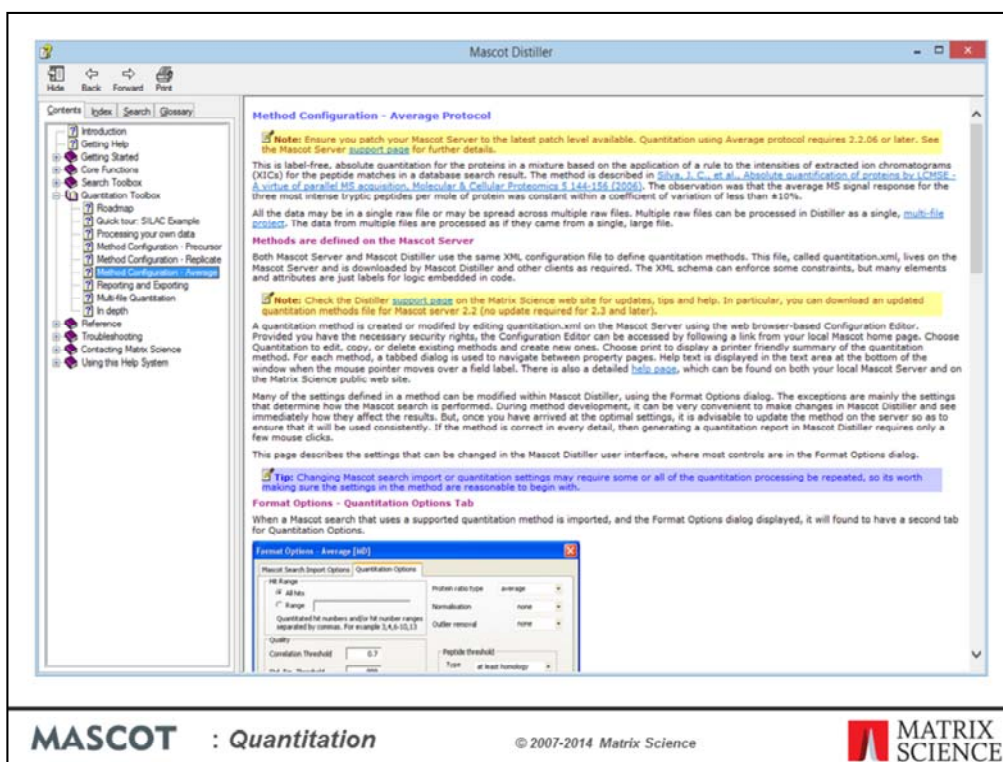 Mascot Distiller
Hide Back Forward Print
Contents Index Search Glossary
Introduction
Getting Help
Getting Started
Core Functions
Search Toolbox
Quantitation Toolbox
Roadmap
Quick tour: SILAC Example
Processing your own data
Method Configuration - Precursor
Method Configuration - Replicate
Method Configuration - Average
Reporting and Exporting
Multi-file Quantitation
In depth
Reference
Troubleshooting
Contacting Matrix Science
Using this Help System
Method Configuration - Average Protocol
Note: Ensure you patch your Mascot Server to the latest patch level available. Quantitation using Average protocol requires 2.2.06 or later. See
the Mascot Server support page for further details.
This is label-free, absolute quantitation for the proteins in a mixture based on the application of a rule to the intensities of extracted ion chromatograms
(XICs) for the peptide matches in a database search result. The method is described in Silva, J. C., et al., Absolute quantification of proteins by LCMSE -
A virtue of parallel MS acquisition, Molecular & Cellular Proteomics 5 144-156 (2006). The observation was that the average MS signal response for the
three most intense tryptic peptides per mole of protein was constant within a coefficient of variation of less than ±10%.
All the data may be in a single raw file or may be spread across multiple raw files. Multiple raw files can be processed in Distiller as a single, multi-file
project. The data from multiple files are processed as if they came from a single, large file.
Methods are defined on the Mascot Server
Both Mascot Server and Mascot Distiller use the same XML configuration file to define quantitation methods. This file, called quantitation.xml, lives on the
Mascot Server and is downloaded by Mascot Distiller and other clients as required. The XML schema can enforce some constraints, but many elements
and attributes are just labels for logic embedded in code.
Note: Check the Distiller support page on the Matrix Science web site for updates, tips and help. In particular, you can download an updated
quantitation methods file for Mascot server 2.2 (no update required for 2.3 and later).
A quantitation method is created or modifed by editing quantitation.xml on the Mascot Server using the web browser-based Configuration Editor.
Provided you have the necessary security rights, the Configuration Editor can be accessed by following a link from your local Mascot home page. Choose
Quantitation to edit, copy, or delete existing methods and create new ones. Choose print to display a printer friendly summary of the quantitation
method. For each method, a tabbed dialog is used to navigate between property pages. Help text is displayed in the text area at the bottom of the
window when the mouse pointer moves over a field label. There is also a detailed help page, which can be found on both your local Mascot Server and on
the Matrix Science public web site.
Many of the settings defined in a method can be modified within Mascot Distiller, using the Format Options dialog. The exceptions are mainly the settings
that determine how the Mascot search is performed. During method development, it can be very convenient to make changes in Mascot Distiller and see
immediately how they affect the results. But, once you have arrived at the optimal settings, it is advisable to update the method on the server so as to
ensure that it will be used consistently. If the method is correct in every detail, then generating a quantitation report in Mascot Distiller requires only a
few mouse clicks.
This page describes the settings that can be changed in the Mascot Distiller user interface, where most controls are in the Format Options dialog.
Tip: Changing Mascot search import or quantitation settings may require some or all of the quantitation processing be repeated, so its worth
making sure the settings in the method are reasonable to begin with.
Format Options - Quantitation Options Tab
When a Mascot search that uses a supported quantitation method is imported, and the Format Options dialog displayed, it will found to have a second tab
for Quantitation Options.
Format Options - Average [MD]
Mascot Search Import Options Quantitation Options
Hit Range
All hits
Range
Quantitated hit numbers and/or hit number ranges
separated by commas. For example 3,4,6-10,13
Protein ratio type average
Normalisation none
Outlier removal none
Quality
Correlation Threshold 0.7
Peptide threshold
Type at least homology
MASCOT : Quantitation © 2007-2014 Matrix Science MATRIX
SCIENCE